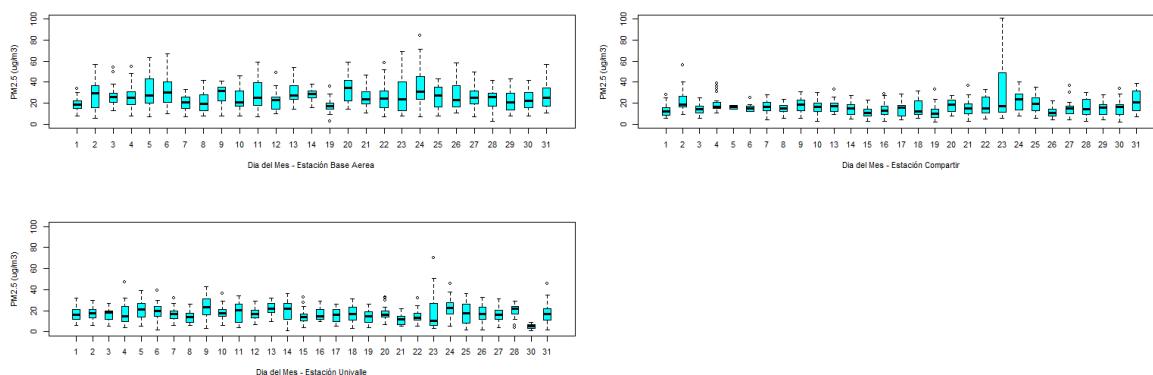 PM2.5 (ug/m3)
100
80
60
40
20
0
1 2 3 4 5 6 7 8 9 10 11 12 13 14 19 20 21 22 23 24 25 26 27 28 29 30 31
Dia del Mes - Estación Base Aerea
PM2.5 (ug/m3)
100
80
60
40
20
0
1 2 3 4 5 6 7 8 9 10 13 14 15 16 17 18 19 20 21 22 23 24 25 26 27 28 29 30 31
Dia del Mes - Estación Compartir
PM2.5 (ug/m3)
100
80
60
40
20
0
1 2 3 4 5 6 7 8 9 10 11 12 13 14 15 16 17 18 19 20 21 22 23 24 25 26 27 28 30 31
Dia del Mes - Estación Univalle